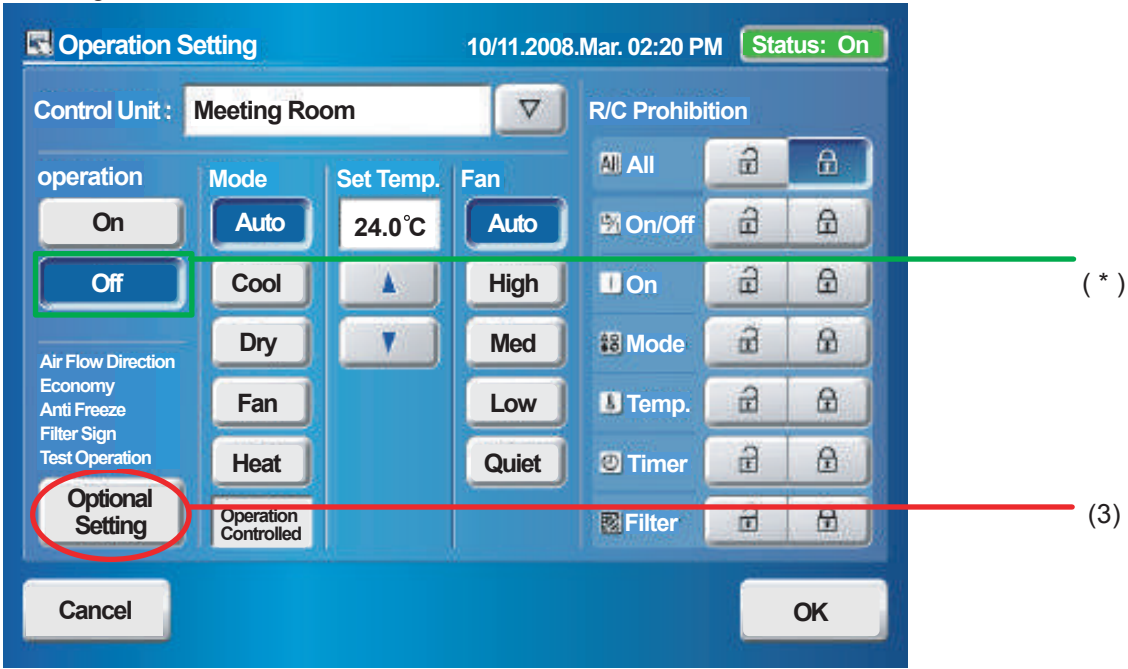 Operation Setting 10/11.2008.Mar. 02:20 PM Status: On
Control Unit : Meeting Room
operation
On
Off
Air Flow Direction
Economy
Anti Freeze
Filter Sign
Test Operation
Optional
Setting
Mode
Auto
Cool
Dry
Fan
Heat
Operation
Controlled
Set Temp.
24.0°C
Fan
Auto
High
Med
Low
Quiet
R/C Prohibition
All All
On/Off
On
Mode
Temp.
Timer
Filter
Cancel
OK
( * )
(3)